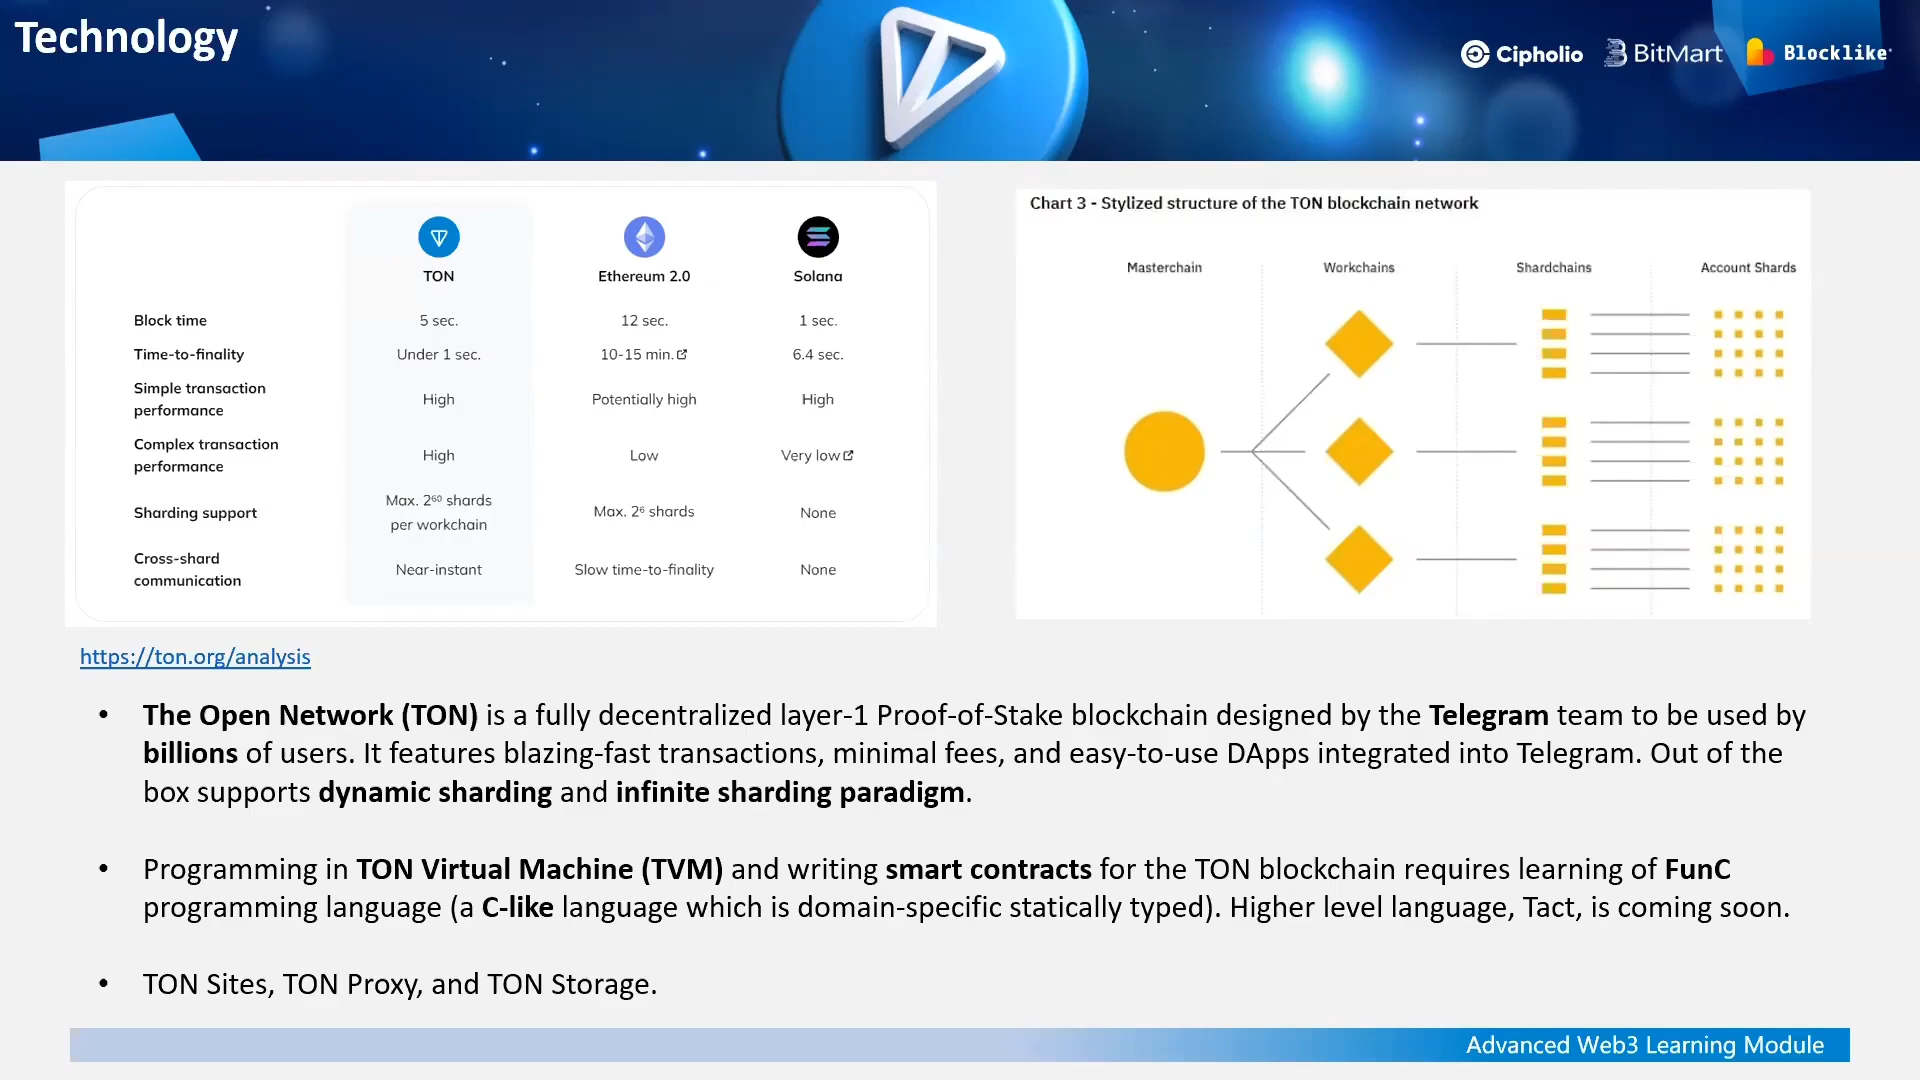 Technology
Cipholio BitMart Blocklike
TON Ethereum 2.0 Solana
Block time 5 sec. 12 sec. 1 sec.
Time-to-finality Under 1 sec. 10-15 min. 6.4 sec.
Simple transaction
performance High Potentially high High
Complex transaction
performance High Low Very low
Sharding support Max. 2⁶⁰ shards
per workchain Max. 2⁶ shards None
Cross-shard
communication Near-instant Slow time-to-finality None
Chart 3 - Stylized structure of the TON blockchain network
Masterchain Workchains Shardchains Account Shards
https://ton.org/analysis
• The Open Network (TON) is a fully decentralized layer-1 Proof-of-Stake blockchain designed by the Telegram team to be used by
billions of users. It features blazing-fast transactions, minimal fees, and easy-to-use DApps integrated into Telegram. Out of the
box supports dynamic sharding and infinite sharding paradigm.
• Programming in TON Virtual Machine (TVM) and writing smart contracts for the TON blockchain requires learning of FunC
programming language (a C-like language which is domain-specific statically typed). Higher level language, Tact, is coming soon.
• TON Sites, TON Proxy, and TON Storage.
Advanced Web3 Learning Module